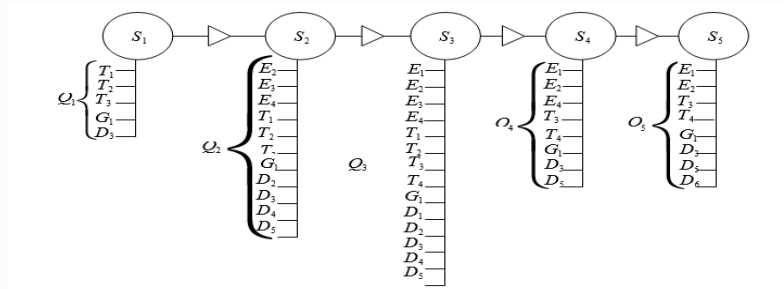 S₁ S₂ S₃ S₄ S₅
Q₁
T₁
T₂
T₃
G₁
D₃
Q₂
E₂
E₃
E₄
T₁
T₂
T
G₁
D₂
D₃
D₄
D₅
Q₃
E₁
E₂
E₃
E₄
T₁
T₂
T₃
T₄
G₁
D₁
D₂
D₃
D₄
D₅
Q₄
E₁
E₂
E₄
T₃
T₄
G₁
D₃
D₅
Q₅
E₁
E₂
T₃
T₄
G₁
D₃
D₅
D₆